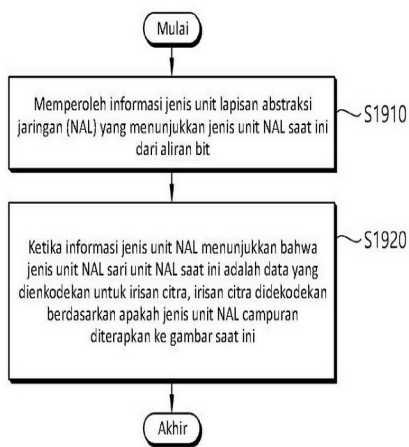 Mulai
Memperoleh informasi jenis unit lapisan abstraksi
jaringan (NAL) yang menunjukkan jenis unit NAL saat ini
dari aliran bit
S1910
Ketika informasi jenis unit NAL menunjukkan bahwa
jenis unit NAL sari unit NAL saat ini adalah data yang
dienkodekan untuk irisan citra, irisan citra didekodekan
berdasarkan apakah jenis unit NAL campuran
diterapkan ke gambar saat ini
S1920
Akhir